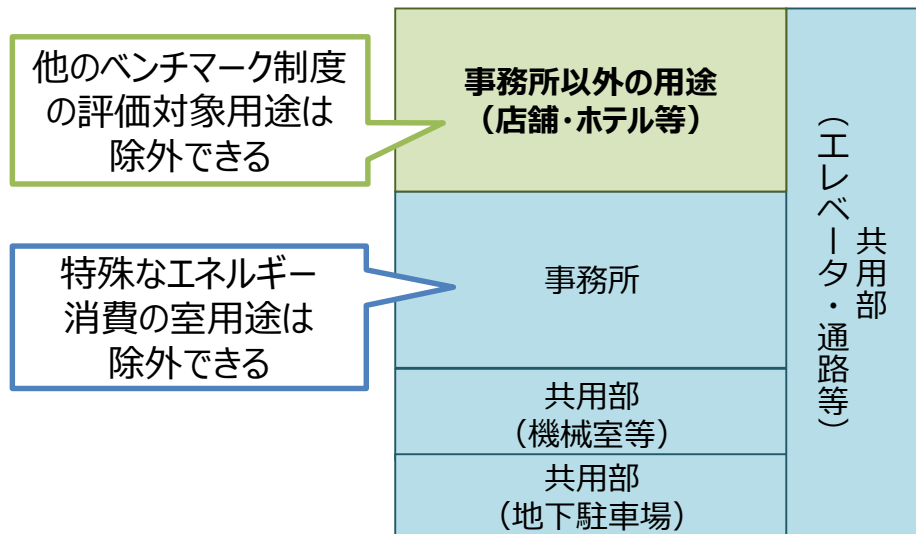 他のベンチマーク制度
の評価対象用途は
除外できる
事務所以外の用途
（店舗・ホテル等）
特殊なエネルギー
消費の室用途は
除外できる
事務所
共用部
（機械室等）
共用部
（地下駐車場）
共用部
（エレベータ・通路等）